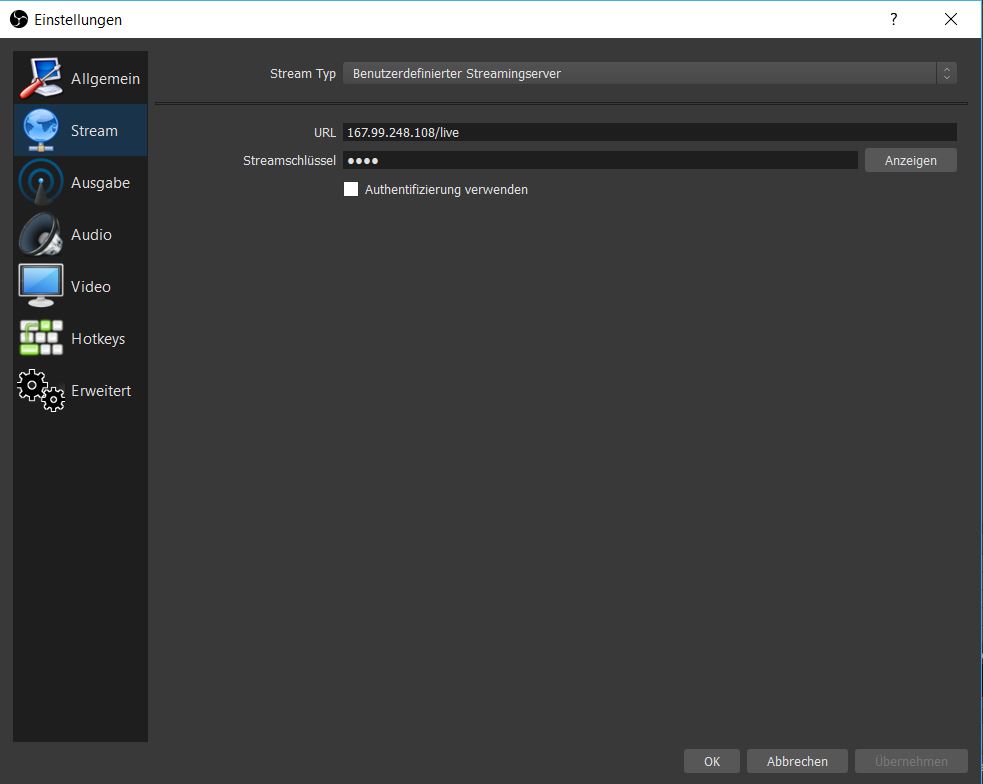 Einstellungen
?
Allgemein
Stream
Ausgabe
Audio
Video
Hotkeys
Erweitert
Stream Typ Benutzerdefinierter Streamingserver
URL 167.99.248.108/live
Streamschlüssel ●●●● Anzeigen
Authentifizierung verwenden
OK Abbrechen Übernehmen